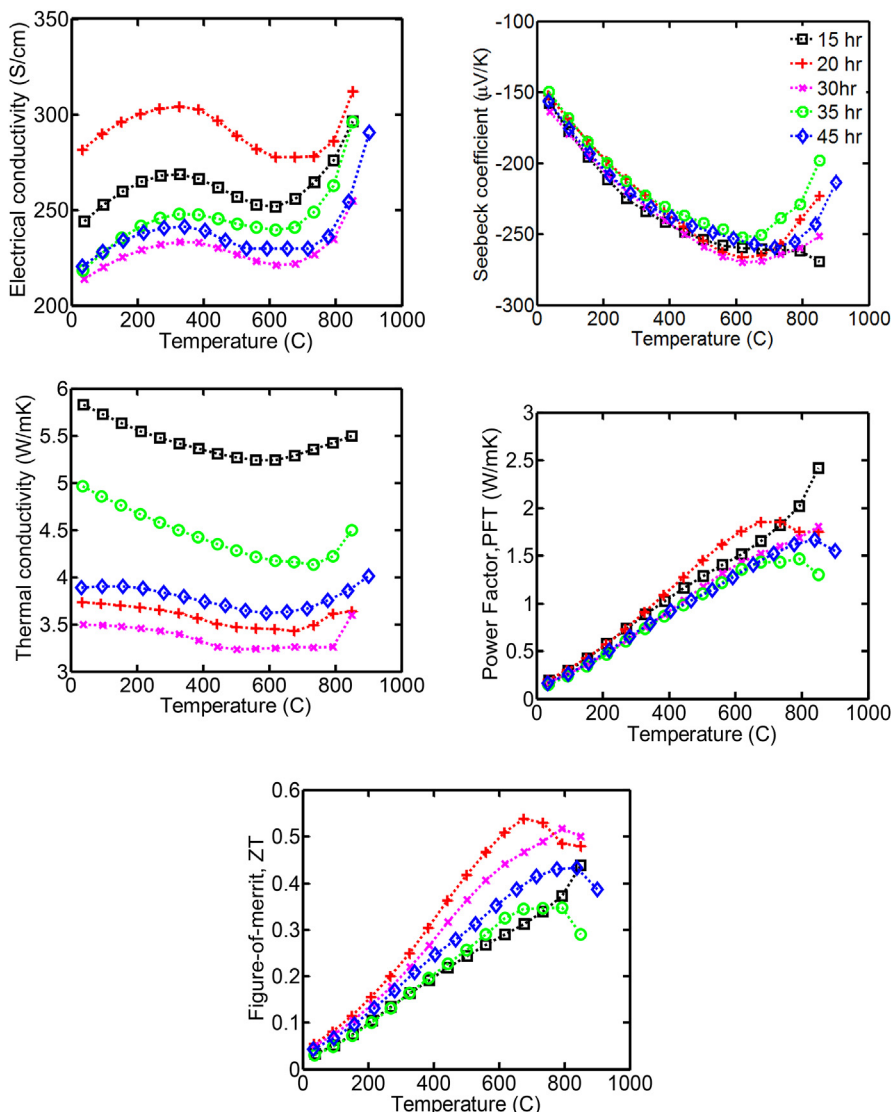 Electrical conductivity (S/cm)
350
300
250
200
0 200 400 600 800 1000
Temperature (C)
Seebeck coefficient (μV/K)
-100
-150
-200
-250
-300
0 200 400 600 800 1000
Temperature (C)
15 hr
20 hr
30hr
35 hr
45 hr
Thermal conductivity (W/mK)
6
5.5
5
4.5
4
3.5
3
0 200 400 600 800 1000
Temperature (C)
Power Factor,PFT (W/mK)
3
2.5
2
1.5
1
0.5
0
0 200 400 600 800 1000
Temperature (C)
Figure-of-merrit, ZT
0.6
0.5
0.4
0.3
0.2
0.1
0
0 200 400 600 800 1000
Temperature (C)